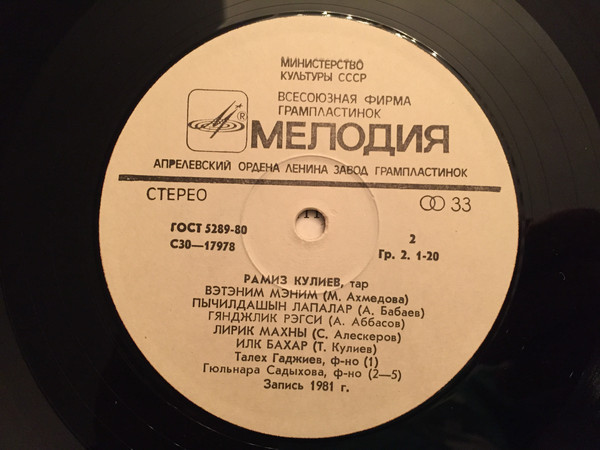 МИНИСТЕРСТВО
КУЛЬТУРЫ СССР
ВСЕСОЮЗНАЯ ФИРМА
ГРАМПЛАСТИНОК
® МЕЛОДИЯ
АПРЕЛЕВСКИЙ ОРДЕНА ЛЕНИНА ЗАВОД ГРАМПЛАСТИНОК
СТЕРЕО 33
ГОСТ 5289-80 2
С30—17978 Гр. 2. 1-20
РАМИЗ КУЛИЕВ, тар
ВЭТЭНИМ МЭНИМ (М. Ахмедова)
ПЫЧИЛДАШЫН ЛАПАЛАР (А. Бабаев)
ГЯНДЖЛИК РЭГСИ (А. Аббасов)
ЛИРИК МАХНЫ (С. Алескеров)
ИЛК БАХАР (Т. Кулиев)
Талех Гаджиев, ф-но (1)
Гюльнара Садыхова, ф-но (2—5)
Запись 1981 г.